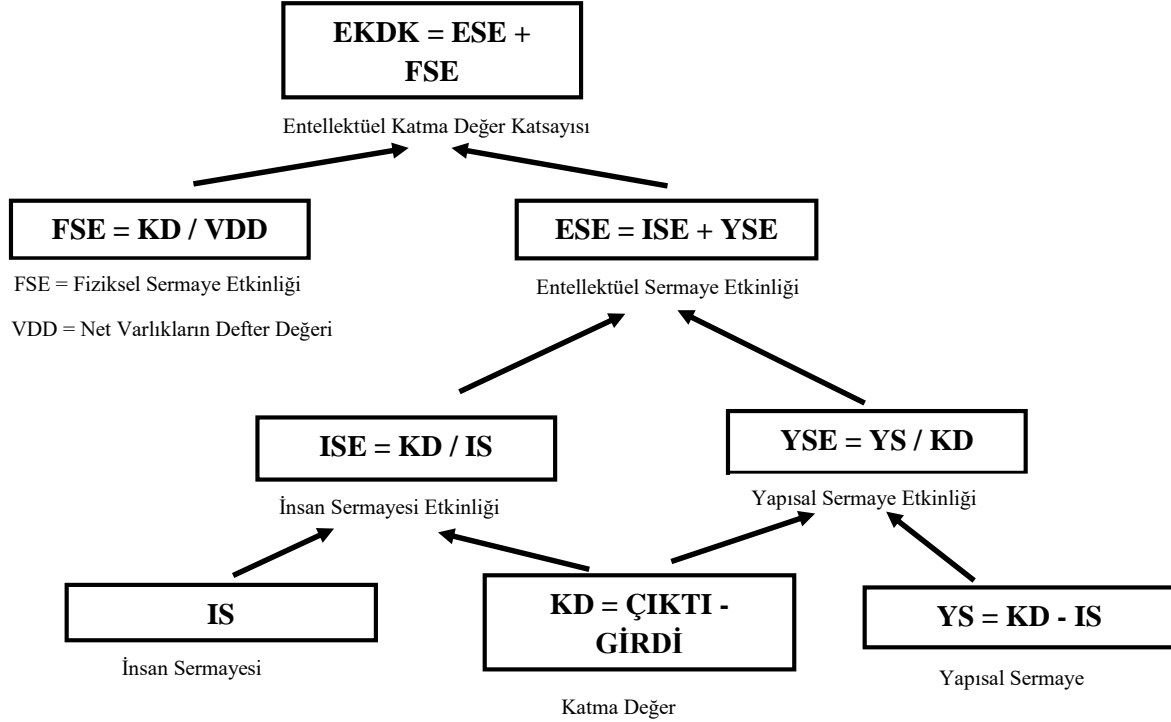 EKDK = ESE +
FSE
Entellektüel Katma Değer Katsayısı
FSE = KD / VDD
ESE = ISE + YSE
FSE = Fiziksel Sermaye Etkinliği
Entellektüel Sermaye Etkinliği
VDD = Net Varlıkların Defter Değeri
ISE = KD / IS
YSE = YS / KD
İnsan Sermayesi Etkinliği
Yapısal Sermaye Etkinliği
IS
KD = ÇIKTI -
GİRDİ
YS = KD - IS
İnsan Sermayesi
Yapısal Sermaye
Katma Değer